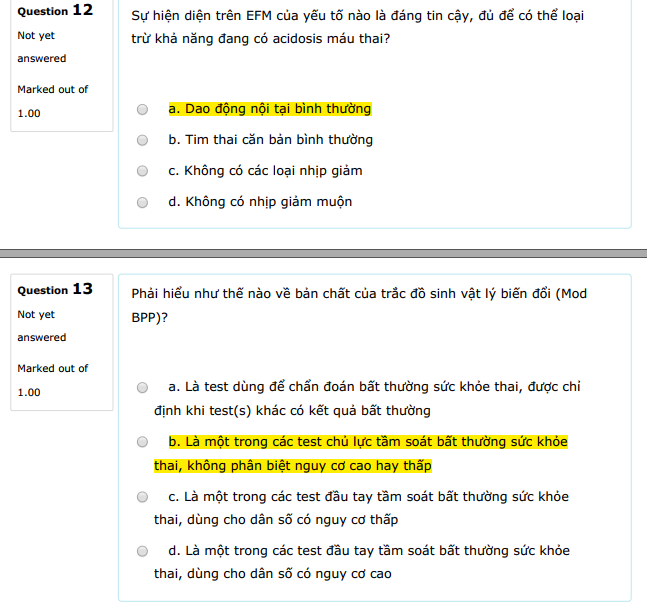 Question 12
Not yet
answered
Marked out of
1.00
Sự hiện diện trên EFM của yếu tố nào là đáng tin cậy, đủ để có thể loại
trừ khả năng đang có acidosis máu thai?
a. Dao động nội tại bình thường
b. Tim thai căn bản bình thường
c. Không có các loại nhịp giảm
d. Không có nhịp giảm muộn
Question 13
Not yet
answered
Marked out of
1.00
Phải hiểu như thế nào về bản chất của trắc đồ sinh vật lý biến đổi (Mod
BPP)?
a. Là test dùng để chẩn đoán bất thường sức khỏe thai, được chỉ
định khi test(s) khác có kết quả bất thường
b. Là một trong các test chủ lực tầm soát bất thường sức khỏe
thai, không phân biệt nguy cơ cao hay thấp
c. Là một trong các test đầu tay tầm soát bất thường sức khỏe
thai, dùng cho dân số có nguy cơ thấp
d. Là một trong các test đầu tay tầm soát bất thường sức khỏe
thai, dùng cho dân số có nguy cơ cao